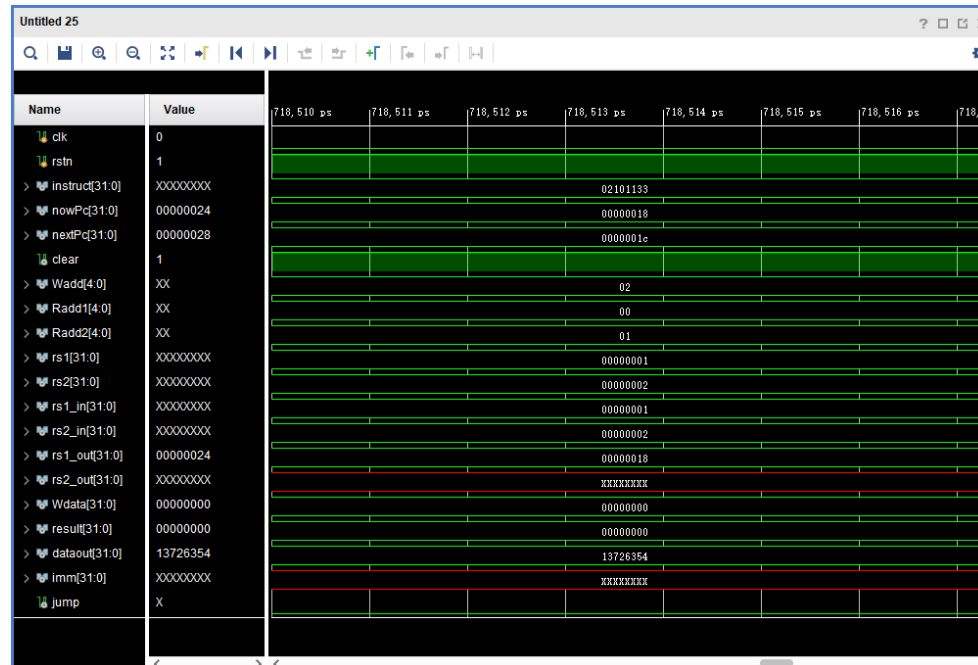 Untitled 25
Name Value 718,510 ps 718,511 ps 718,512 ps 718,513 ps 718,514 ps 718,515 ps 718,516 ps 718,
clk 0
rstn 1
instruct[31:0] XXXXXXXX 02101133
nowPc[31:0] 00000024 00000018
nextPc[31:0] 00000028 0000001c
clear 1
Wadd[4:0] XX 02
Radd1[4:0] XX 00
Radd2[4:0] XX 01
rs1[31:0] XXXXXXXX 00000001
rs2[31:0] XXXXXXXX 00000002
rs1_in[31:0] XXXXXXXX 00000001
rs2_in[31:0] XXXXXXXX 00000002
rs1_out[31:0] 00000024 00000018
rs2_out[31:0] XXXXXXXX XXXXXXXX
Wdata[31:0] 00000000 00000000
result[31:0] 00000000 00000000
dataout[31:0] 13726354 13726354
imm[31:0] XXXXXXXX XXXXXXXX
jump X